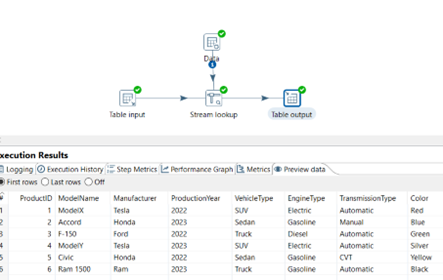 Data
Table input
Stream lookup
Table output
xecution Results
Logging Execution History Step Metrics Performance Graph Metrics Preview data
First rows Last rows Off
# ProductID ModelName Manufacturer ProductionYear VehicleType EngineType TransmissionType Color
1 1 ModelX Tesla 2022 SUV Electric Automatic Red
2 2 Accord Honda 2023 Sedan Gasoline Manual Blue
3 3 F-150 Ford 2022 Truck Diesel Automatic Green
4 4 ModelY Tesla 2023 SUV Electric Automatic Silver
5 5 Civic Honda 2022 Sedan Gasoline CVT Yellow
6 6 Ram 1500 Ram 2023 Truck Gasoline Automatic Black